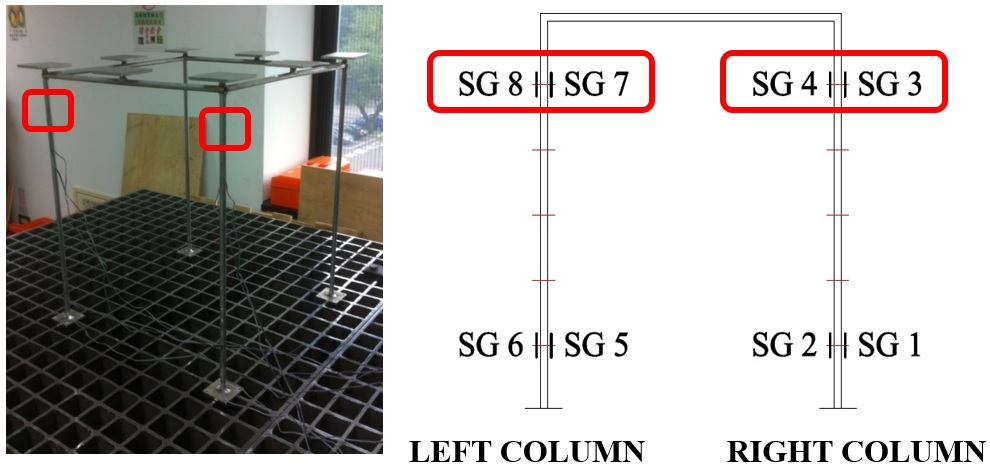 SG 8 SG 7 SG 4 SG 3
SG 6 SG 5 SG 2 SG 1
LEFT COLUMN RIGHT COLUMN